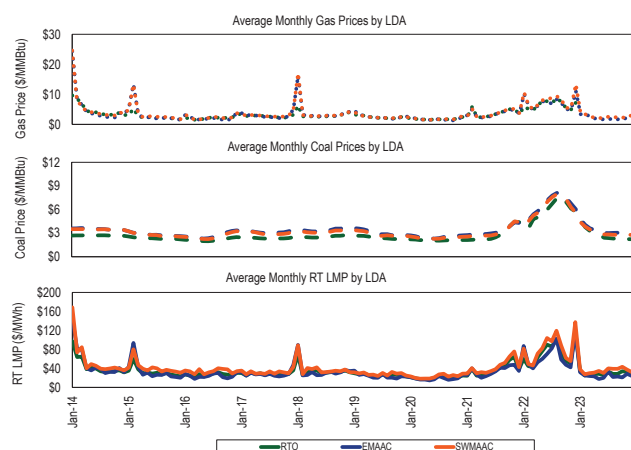 Average Monthly Gas Prices by LDA
Gas Price ($/MMBtu)
$30
$20
$10
$0
Average Monthly Coal Prices by LDA
Coal Price ($/MMBtu)
$12
$9
$6
$3
$0
Average Monthly RT LMP by LDA
RT LMP ($/MWh)
$200
$160
$120
$80
$40
$0
Jan-14
Jan-15
Jan-16
Jan-17
Jan-18
Jan-19
Jan-20
Jan-21
Jan-22
Jan-23
RTO EMAAC SWMAAC